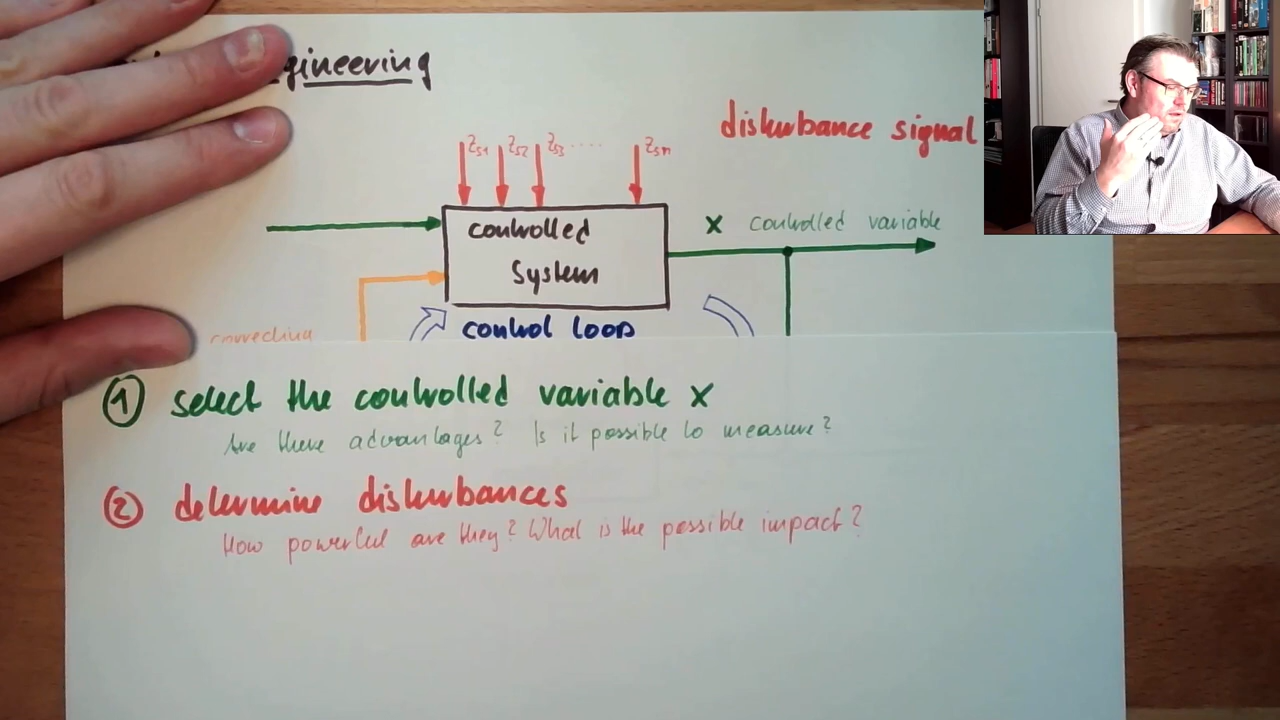 gineering
disturbance signal
Zs1 Zs2 Zs3 .... Zsn
controlled
System
x controlled variable
correcting
control loop
① select the controlled variable x
Are there advantages? Is it possible to measure?
② determine disturbances
How powerful are they? What is the possible impact?